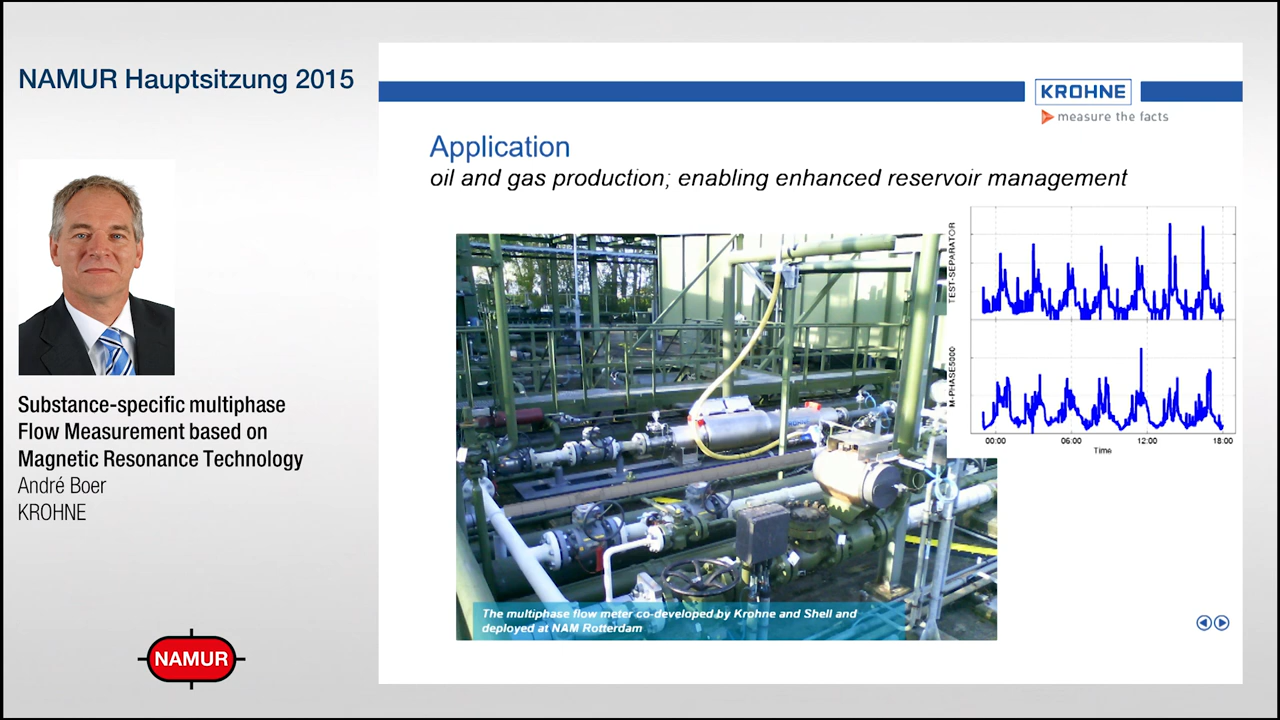 NAMUR Hauptsitzung 2015
Substance-specific multiphase
Flow Measurement based on
Magnetic Resonance Technology
André Boer
KROHNE
NAMUR
KROHNE
measure the facts
Application
oil and gas production; enabling enhanced reservoir management
KROHNE
The multiphase flow meter co-developed by Krohne and Shell and
deployed at NAM Rotterdam
TEST-SEPARATOR
M-PHASE5000
00:00 06:00 12:00 18:00
Time